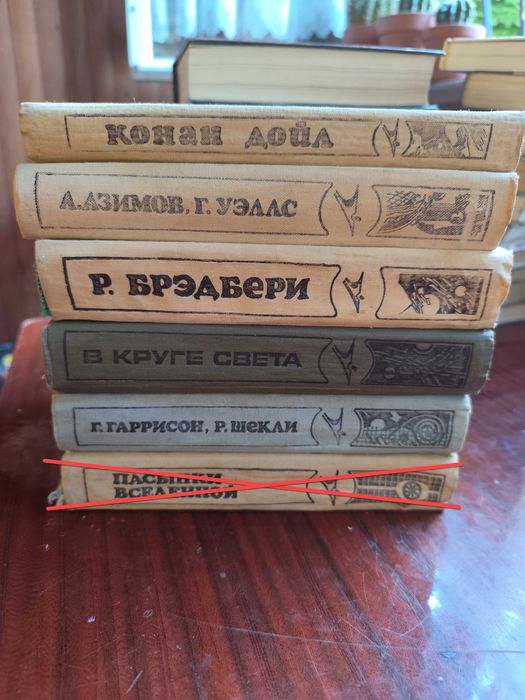 КОНАН ДОЙЛ
А.АЗИМОВ, Г. УЭЛЛС
Р. БРЭДБЕРИ
В КРУГЕ СВЕТА
Г. ГАРРИСОН, Р. ШЕКЛИ
ПАСЫНКИ
ВСЕЛЕННОЙ